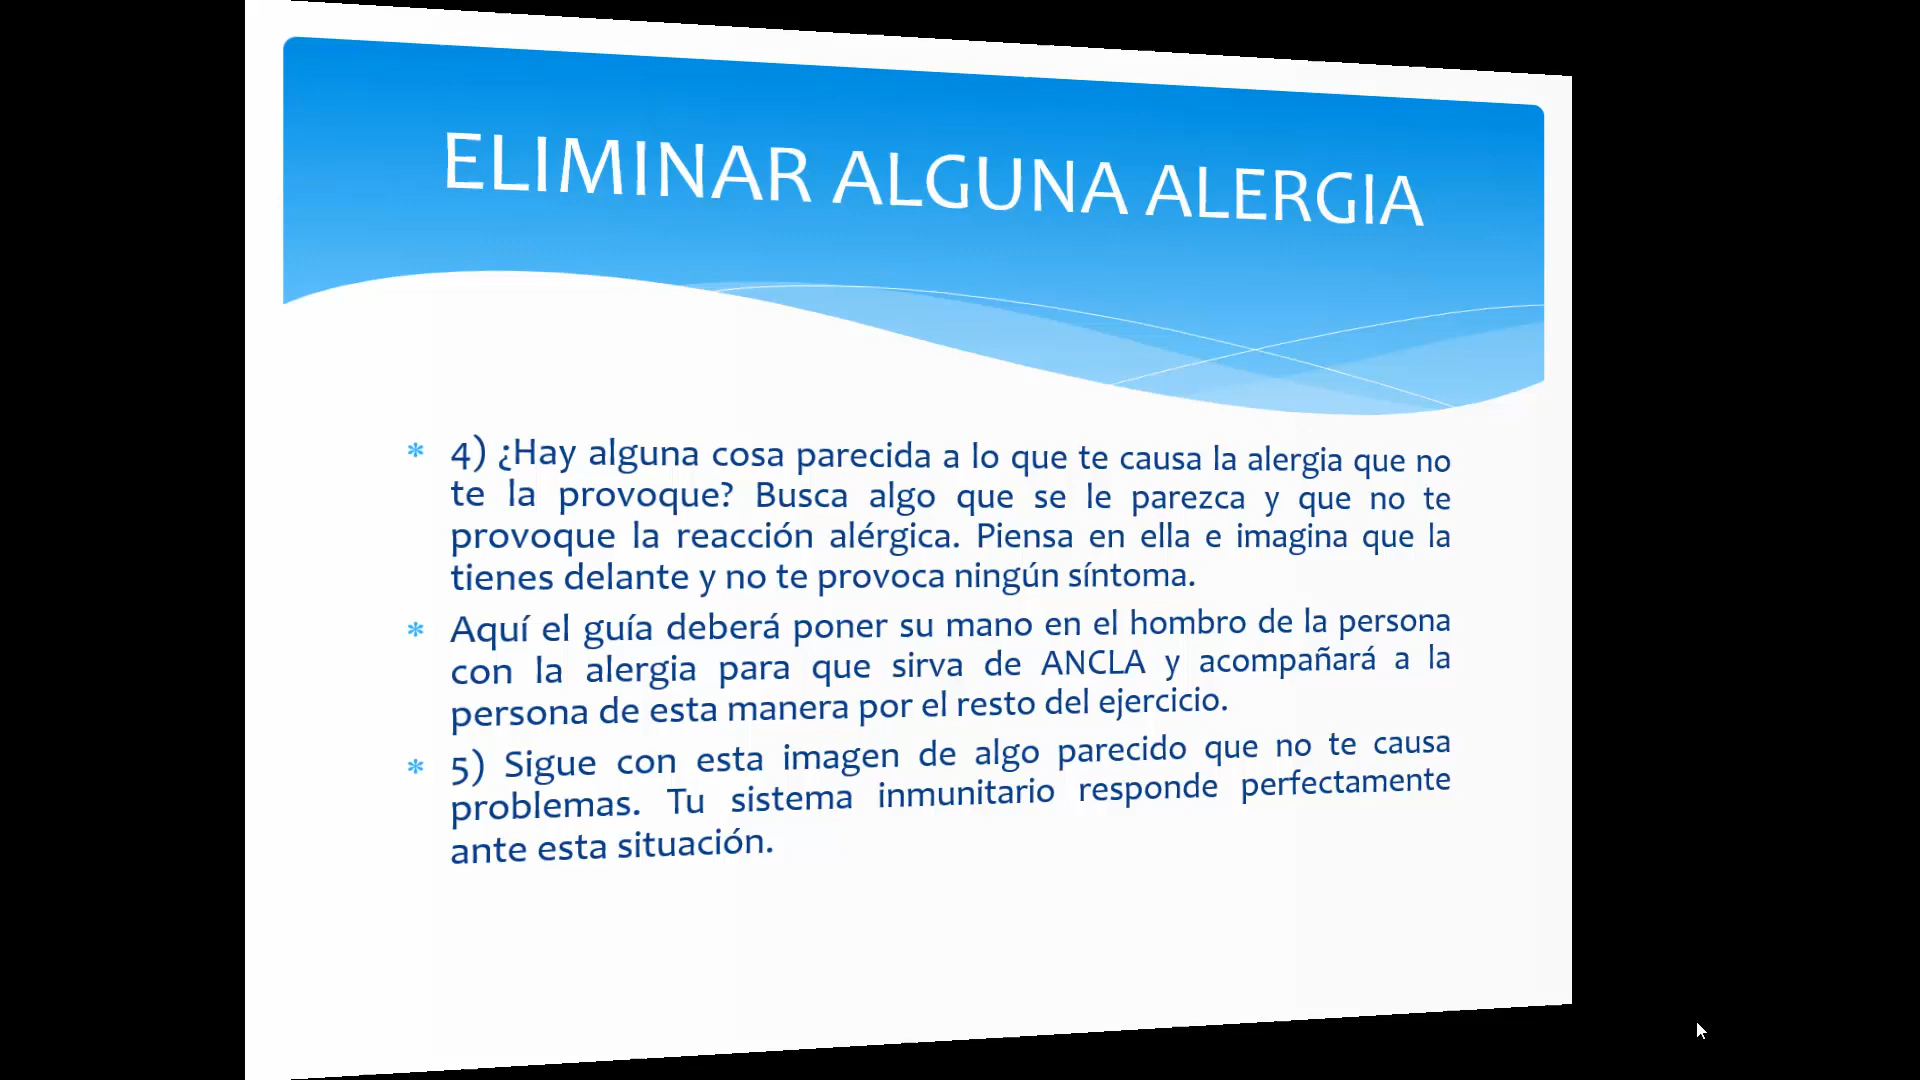 ELIMINAR ALGUNA ALERGIA
* 4) ¿Hay alguna cosa parecida a lo que te causa la alergia que no
te la provoque? Busca algo que se le parezca y que no te
provoque la reacción alérgica. Piensa en ella e imagina que la
tienes delante y no te provoca ningún síntoma.
* Aquí el guía deberá poner su mano en el hombro de la persona
con la alergia para que sirva de ANCLA y acompañará a la
persona de esta manera por el resto del ejercicio.
* 5) Sigue con esta imagen de algo parecido que no te causa
problemas. Tu sistema inmunitario responde perfectamente
ante esta situación.